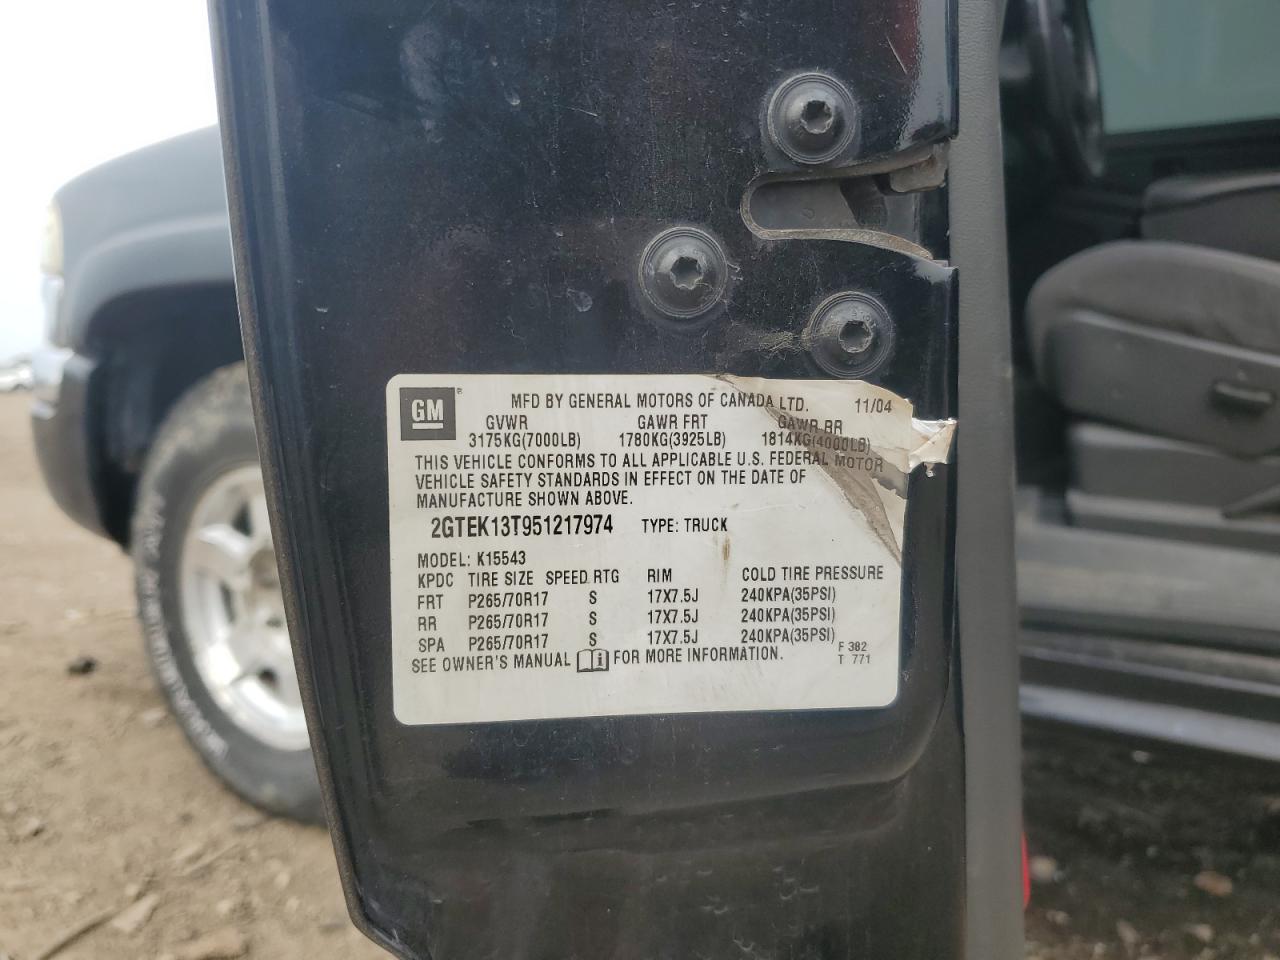 GM
MFD BY GENERAL MOTORS OF CANADA LTD. 11/04
GVWR GAWR FRT GAWR RR
3175KG(7000LB) 1780KG(3925LB) 1814KG(4000LB)
THIS VEHICLE CONFORMS TO ALL APPLICABLE U.S. FEDERAL MOTOR
VEHICLE SAFETY STANDARDS IN EFFECT ON THE DATE OF
MANUFACTURE SHOWN ABOVE.
2GTEK13T951217974 TYPE: TRUCK
MODEL: K15543
KPDC TIRE SIZE SPEED RTG RIM COLD TIRE PRESSURE
FRT P265/70R17 S 17X7.5J 240KPA(35PSI)
RR P265/70R17 S 17X7.5J 240KPA(35PSI)
SPA P265/70R17 S 17X7.5J 240KPA(35PSI)
SEE OWNER'S MANUAL FOR MORE INFORMATION.
F 382
T 771